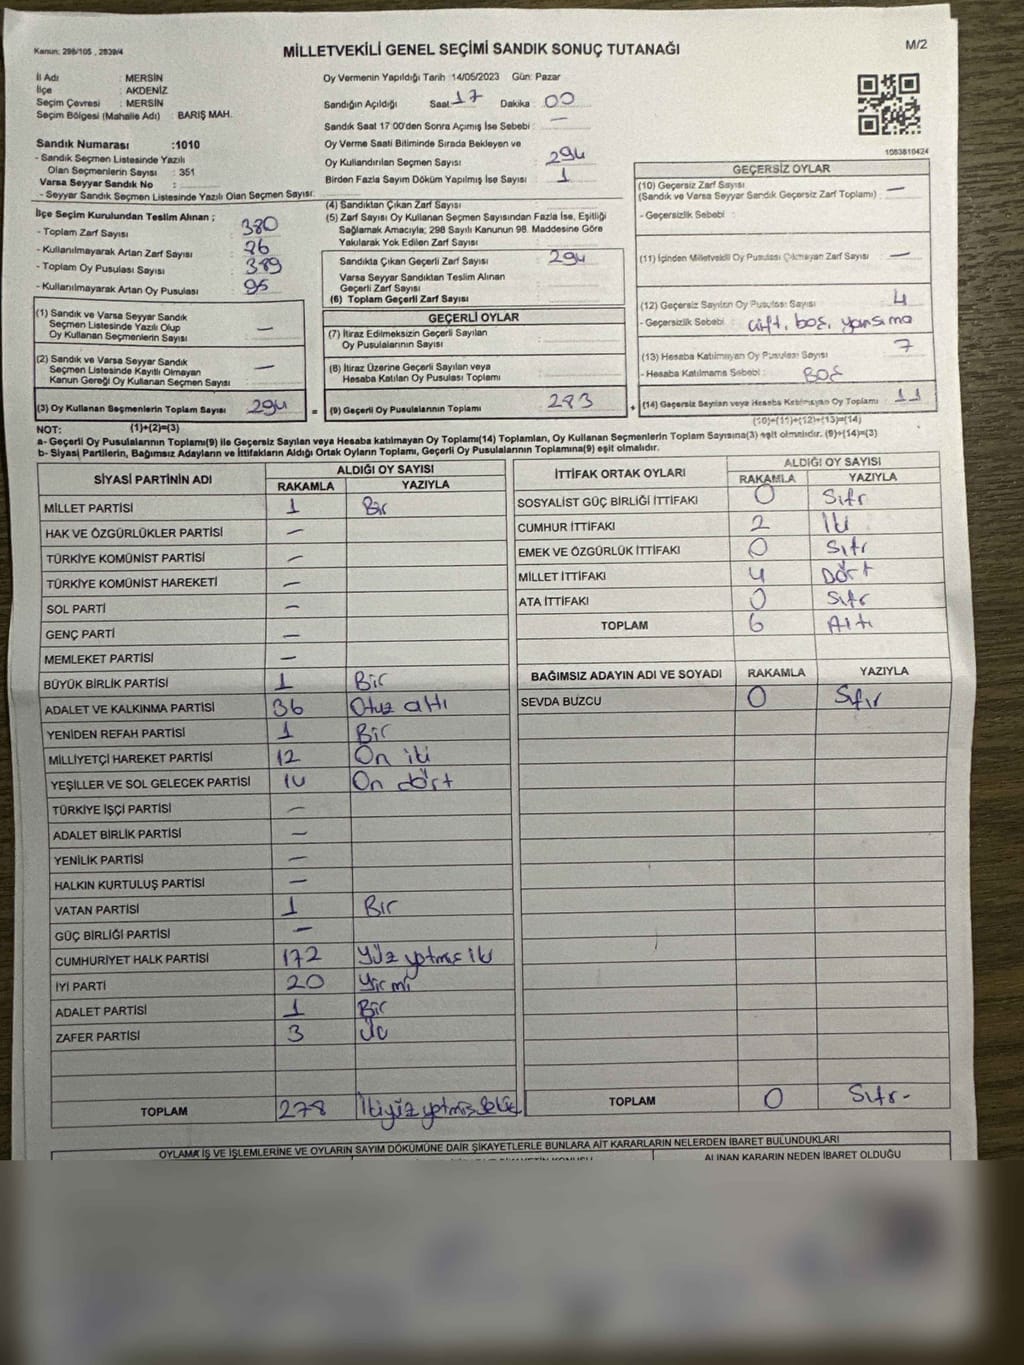 Kanun: 298/105 , 2839/4
MİLLETVEKİLİ GENEL SEÇİMİ SANDIK SONUÇ TUTANAĞI
M/2
İl Adı : MERSİN
İlçe : AKDENİZ
Seçim Çevresi : MERSİN
Seçim Bölgesi (Mahalle Adı) : BARIŞ MAH.
Oy Vermenin Yapıldığı Tarih :14/05/2023 Gün: Pazar
Sandığın Açıldığı Saat 17 Dakika : 00
Sandık Saat 17:00'den Sonra Açımış İse Sebebi : —
Oy Verme Saati Bitiminde Sırada Bekleyen ve
Oy Kullandırılan Seçmen Sayısı : 294
Birden Fazla Sayım Döküm Yapılmış İse Sayısı : 1
1083810424
Sandık Numarası :1010
- Sandık Seçmen Listesinde Yazılı
Olan Seçmenlerin Sayısı : 351
Varsa Seyyar Sandık No :
- Seyyar Sandık Seçmen Listesinde Yazılı Olan Seçmen Sayısı:
İlçe Seçim Kurulundan Teslim Alınan ;
- Toplam Zarf Sayısı : 380
- Kullanılmayarak Artan Zarf Sayısı : 86
- Toplam Oy Pusulası Sayısı : 389
- Kullanılmayarak Artan Oy Pusulası : 95
(1) Sandık ve Varsa Seyyar Sandık
Seçmen Listesinde Yazılı Olup
Oy Kullanan Seçmenlerin Sayısı : —
(2) Sandık ve Varsa Seyyar Sandık
Seçmen Listesinde Kayıtlı Olmayan
Kanun Gereği Oy Kullanan Seçmen Sayısı : —
(3) Oy Kullanan Seçmenlerin Toplam Sayısı 294
(1)+(2)=(3)
(4) Sandıktan Çıkan Zarf Sayısı :
(5) Zarf Sayısı Oy Kullanan Seçmen Sayısından Fazla İse, Eşitliği
Sağlamak Amacıyla; 298 Sayılı Kanunun 98. Maddesine Göre
Yakılarak Yok Edilen Zarf Sayısı :
Sandıkta Çıkan Geçerli Zarf Sayısı : 294
Varsa Seyyar Sandıktan Teslim Alınan
Geçerli Zarf Sayısı :
(6) Toplam Geçerli Zarf Sayısı :
GEÇERLİ OYLAR
(7) İtiraz Edilmeksizin Geçerli Sayılan
Oy Pusulalarının Sayısı :
(8) İtiraz Üzerine Geçerli Sayılan veya
Hesaba Katılan Oy Pusulası Toplamı :
= (9) Geçerli Oy Pusulalarının Toplamı : 283
GEÇERSİZ OYLAR
(10) Geçersiz Zarf Sayısı
(Sandık ve Varsa Seyyar Sandık Geçersiz Zarf Toplamı) : —
- Geçersizlik Sebebi :
(11) İçinden Milletvekili Oy Pusulası Çıkmayan Zarf Sayısı : —
(12) Geçersiz Sayılan Oy Pusulası Sayısı : 4
- Geçersizlik Sebebi : çift, boş, yansıma
(13) Hesaba Katılmayan Oy Pusulası Sayısı : 7
- Hesaba Katılmama Sebebi : Boş
+ (14) Geçersiz Sayılan veya Hesaba Katılmayan Oy Toplamı : 11
(10)+(11)+(12)+(13)=(14)
NOT:
a- Geçerli Oy Pusulalarının Toplamı(9) ile Geçersiz Sayılan veya Hesaba katılmayan Oy Toplamı(14) Toplamları, Oy Kullanan Seçmenlerin Toplam Sayısına(3) eşit olmalıdır. (9)+(14)=(3)
b- Siyasi Partilerin, Bağımsız Adayların ve İttifakların Aldığı Ortak Oyların Toplamı, Geçerli Oy Pusulalarının Toplamına(9) eşit olmalıdır.
SİYASİ PARTİNİN ADI ALDIĞI OY SAYISI
RAKAMLA YAZIYLA
MİLLET PARTİSİ 1 Bir
HAK VE ÖZGÜRLÜKLER PARTİSİ —
TÜRKİYE KOMÜNİST PARTİSİ —
TÜRKİYE KOMÜNİST HAREKETİ —
SOL PARTİ —
GENÇ PARTİ —
MEMLEKET PARTİSİ —
BÜYÜK BİRLİK PARTİSİ 1 Bir
ADALET VE KALKINMA PARTİSİ 36 Otuz altı
YENİDEN REFAH PARTİSİ 1 Bir
MİLLİYETÇİ HAREKET PARTİSİ 12 On iki
YEŞİLLER VE SOL GELECEK PARTİSİ 14 On dört
TÜRKİYE İŞÇİ PARTİSİ —
ADALET BİRLİK PARTİSİ —
YENİLİK PARTİSİ —
HALKIN KURTULUŞ PARTİSİ —
VATAN PARTİSİ 1 Bir
GÜÇ BİRLİĞİ PARTİSİ —
CUMHURİYET HALK PARTİSİ 172 Yüz yetmiş iki
İYİ PARTİ 20 Yirmi
ADALET PARTİSİ 1 Bir
ZAFER PARTİSİ 3 Üç
TOPLAM 278 İkiyüz yetmiş sekiz
İTTİFAK ORTAK OYLARI ALDIĞI OY SAYISI
RAKAMLA YAZIYLA
SOSYALİST GÜÇ BİRLİĞİ İTTİFAKI 0 Sıfır
CUMHUR İTTİFAKI 2 İki
EMEK VE ÖZGÜRLÜK İTTİFAKI 0 Sıfır
MİLLET İTTİFAKI 4 Dört
ATA İTTİFAKI 0 Sıfır
TOPLAM 6 Altı
BAĞIMSIZ ADAYIN ADI VE SOYADI RAKAMLA YAZIYLA
SEVDA BUZCU 0 Sıfır
TOPLAM 0 Sıfır-
OYLAMA İŞ VE İŞLEMLERİNE VE OYLARIN SAYIM DÖKÜMÜNE DAİR ŞİKAYETLERLE BUNLARA AİT KARARLARIN NELERDEN İBARET BULUNDUKLARI
ALINAN KARARIN NEDEN İBARET OLDUĞU